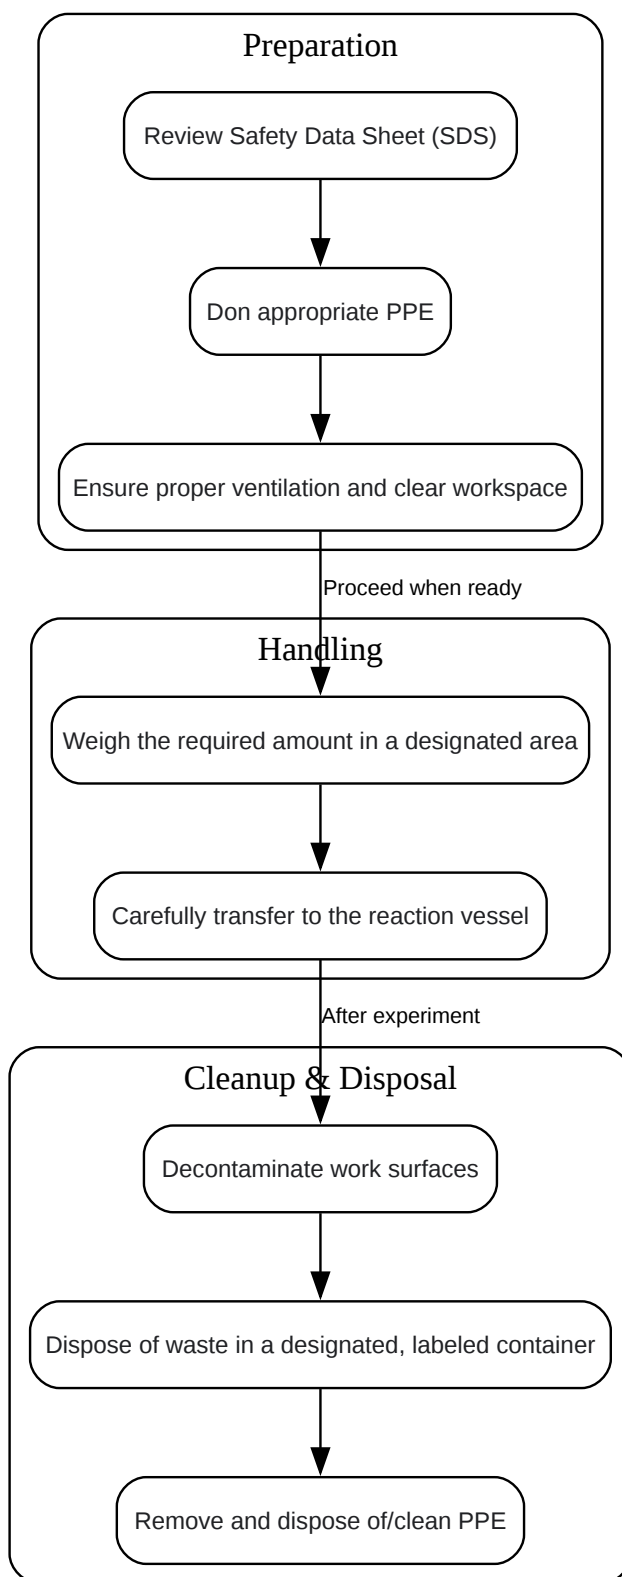 Preparation
Review Safety Data Sheet (SDS)
Don appropriate PPE
Ensure proper ventilation and clear workspace
Proceed when ready
Handling
Weigh the required amount in a designated area
Carefully transfer to the reaction vessel
After experiment
Cleanup & Disposal
Decontaminate work surfaces
Dispose of waste in a designated, labeled container
Remove and dispose of/clean PPE